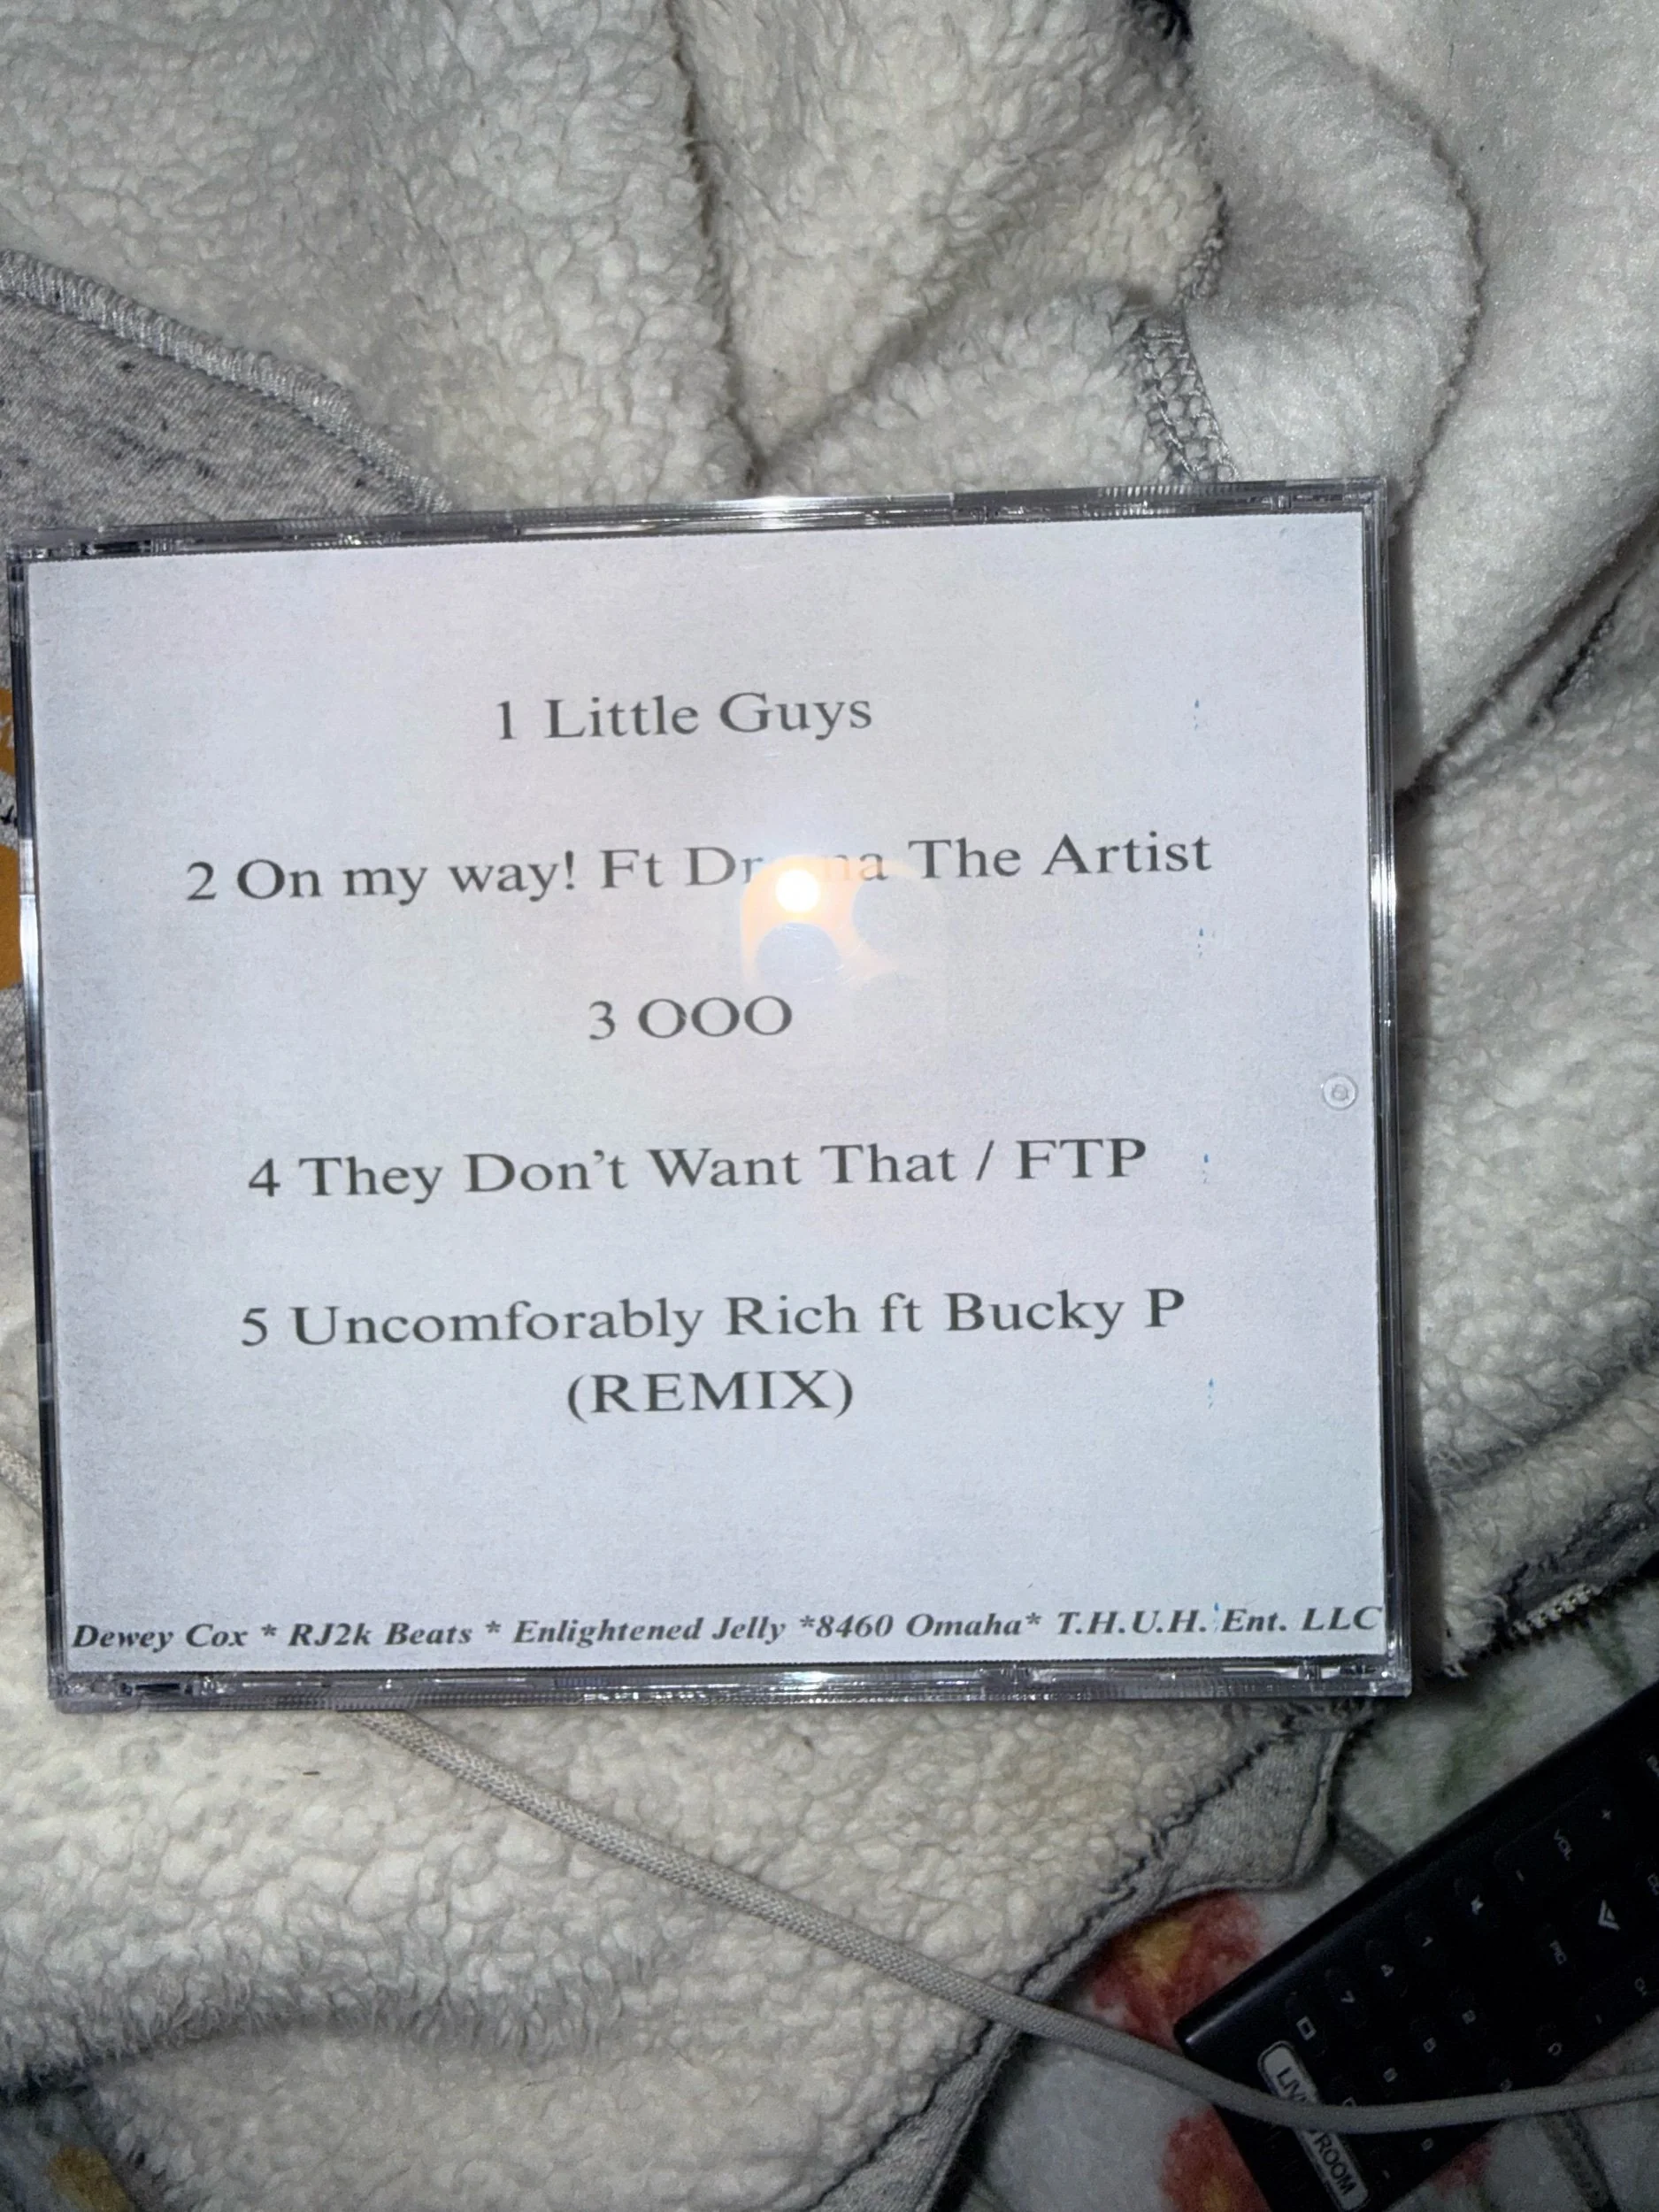 1 Little Guys
2 On my way! Ft The Artist
3 OOO
4 They Don't Want That / FTP
5 Uncomforably Rich ft Bucky P
(REMIX)
Dewey Cox * RJ2k Beats * Enlightened Jelly *8460 Omaha* T.H.U.H. Ent. LLC
VOL